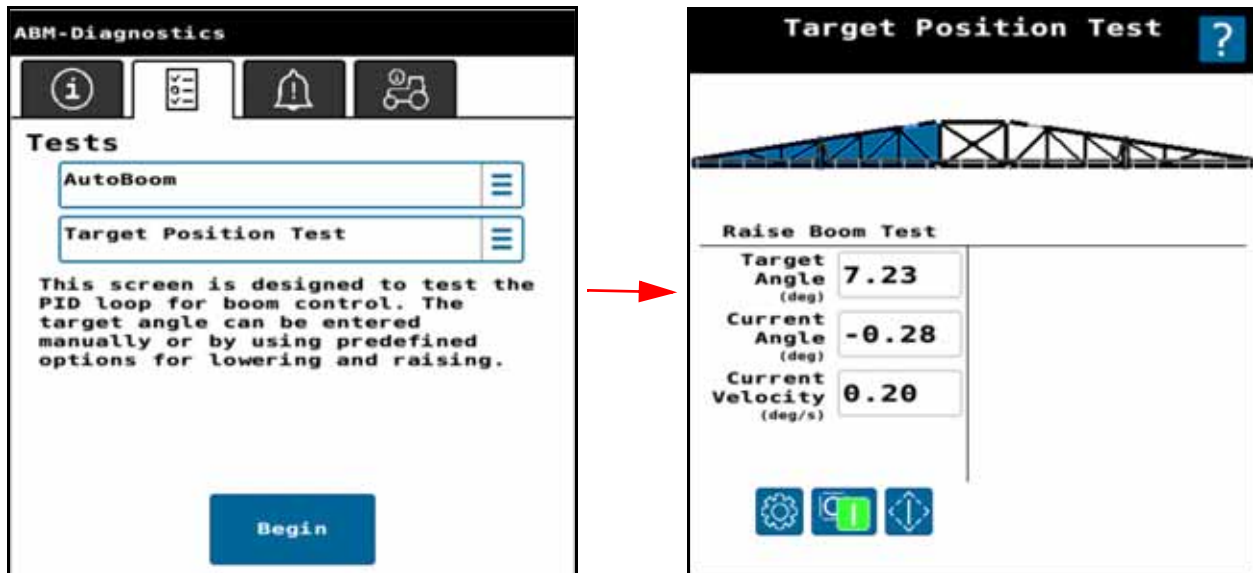 ABM-Diagnostics
Tests
AutoBoom
Target Position Test
This screen is designed to test the
PID loop for boom control. The
target angle can be entered
manually or by using predefined
options for lowering and raising.
Begin
Target Position Test
?
Raise Boom Test
Target
Angle
(deg)
7.23
Current
Angle
(deg)
-0.28
Current
Velocity
(deg/s)
0.20